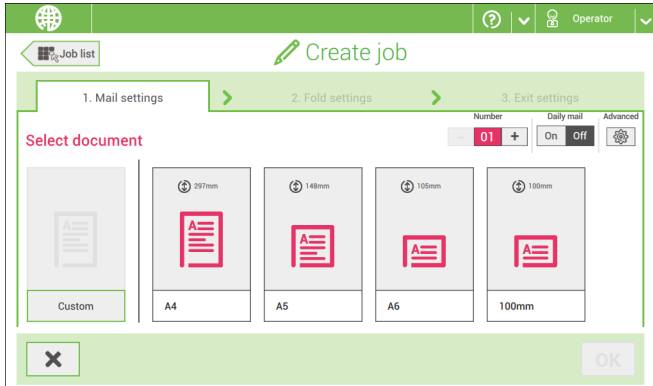 Operator
Job list
Create job
1. Mail settings
2. Fold settings
3. Exit settings
Select document
Number
Daily mail
Advanced
- 01 +
On Off
297mm
148mm
105mm
100mm
A
A
A
A
A
Custom
A4
A5
A6
100mm
OK